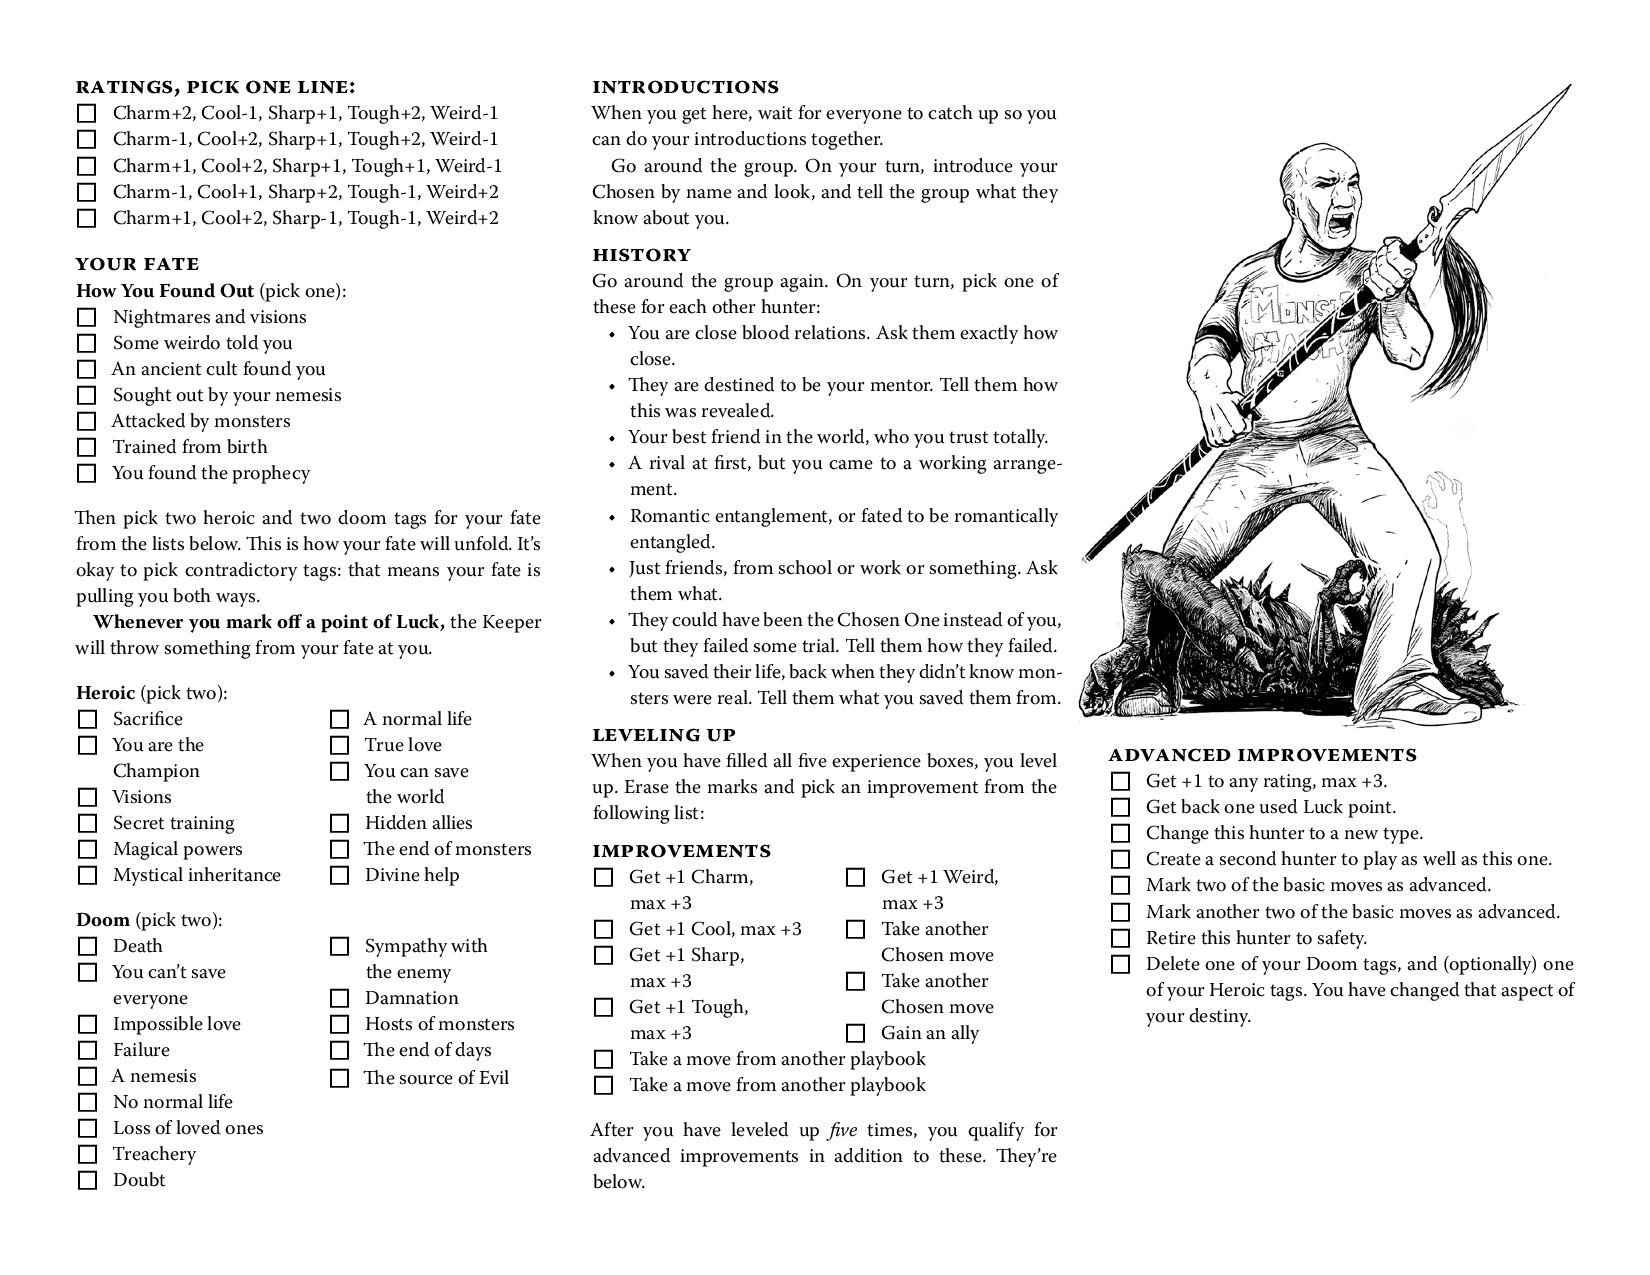 RATINGS, PICK ONE LINE:
Charm+2, Cool-1, Sharp+1, Tough+2, Weird-1
Charm-1, Cool+2, Sharp+1, Tough+2, Weird-1
Charm+1, Cool+2, Sharp+1, Tough+1, Weird-1
Charm-1, Cool+1, Sharp+2, Tough-1, Weird+2
Charm+1, Cool+2, Sharp-1, Tough-1, Weird+2
YOUR FATE
How You Found Out (pick one):
Nightmares and visions
Some weirdo told you
An ancient cult found you
Sought out by your nemesis
Attacked by monsters
Trained from birth
You found the prophecy
Then pick two heroic and two doom tags for your fate
from the lists below. This is how your fate will unfold. It's
okay to pick contradictory tags: that means your fate is
pulling you both ways.
Whenever you mark off a point of Luck, the Keeper
will throw something from your fate at you.
Heroic (pick two):
Sacrifice
You are the
Champion
Visions
Secret training
Magical powers
Mystical inheritance
A normal life
True love
You can save
the world
Hidden allies
The end of monsters
Divine help
Doom (pick two):
Death
You can't save
everyone
Impossible love
Failure
A nemesis
No normal life
Loss of loved ones
Treachery
Doubt
Sympathy with
the enemy
Damnation
Hosts of monsters
The end of days
The source of Evil
INTRODUCTIONS
When you get here, wait for everyone to catch up so you
can do your introductions together.
Go around the group. On your turn, introduce your
Chosen by name and look, and tell the group what they
know about you.
HISTORY
Go around the group again. On your turn, pick one of
these for each other hunter:
• You are close blood relations. Ask them exactly how
close.
• They are destined to be your mentor. Tell them how
this was revealed.
• Your best friend in the world, who you trust totally.
• A rival at first, but you came to a working arrange-
ment.
• Romantic entanglement, or fated to be romantically
entangled.
• Just friends, from school or work or something. Ask
them what.
• They could have been the Chosen One instead of you,
but they failed some trial. Tell them how they failed.
• You saved their life, back when they didn't know mon-
sters were real. Tell them what you saved them from.
LEVELING UP
When you have filled all five experience boxes, you level
up. Erase the marks and pick an improvement from the
following list:
IMPROVEMENTS
Get +1 Charm,
max +3
Get +1 Cool, max +3
Get +1 Sharp,
max +3
Get +1 Tough,
max +3
Get +1 Weird,
max +3
Take another
Chosen move
Take another
Chosen move
Gain an ally
Take a move from another playbook
Take a move from another playbook
After you have leveled up five times, you qualify for
advanced improvements in addition to these. They're
below.
ADVANCED IMPROVEMENTS
Get +1 to any rating, max +3.
Get back one used Luck point.
Change this hunter to a new type.
Create a second hunter to play as well as this one.
Mark two of the basic moves as advanced.
Mark another two of the basic moves as advanced.
Retire this hunter to safety.
Delete one of your Doom tags, and (optionally) one
of your Heroic tags. You have changed that aspect of
your destiny.